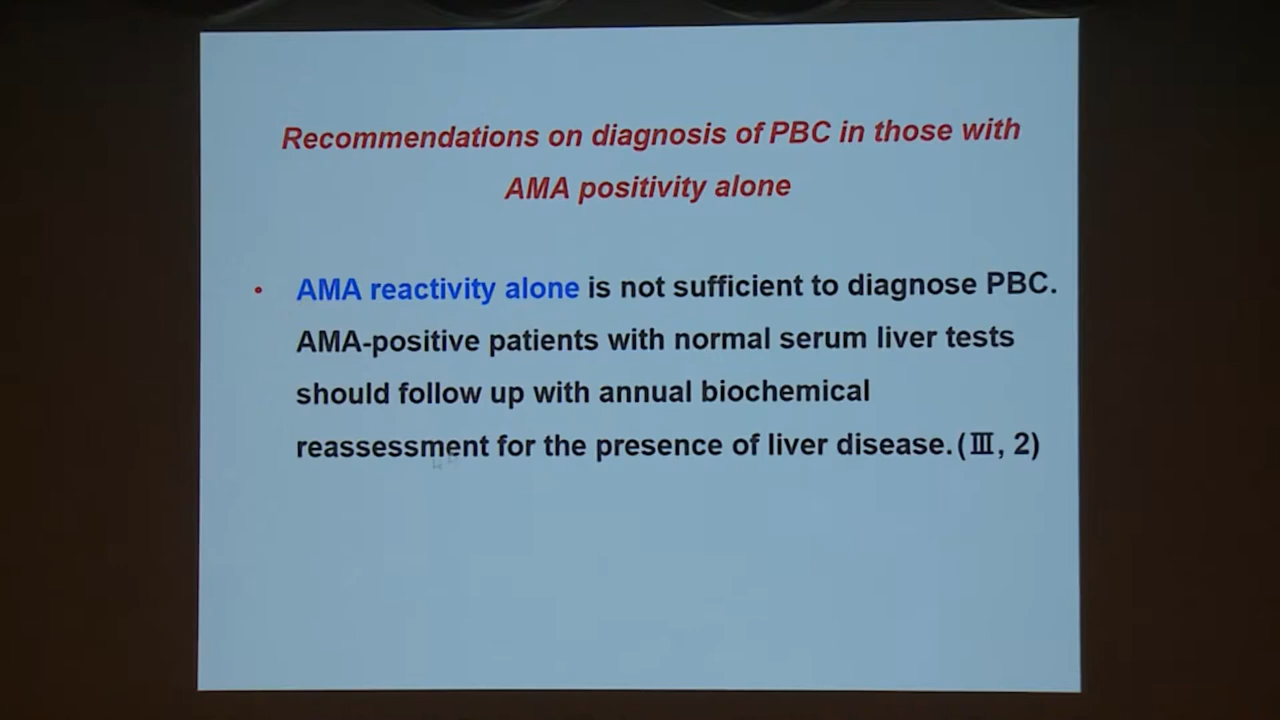 Recommendations on diagnosis of PBC in those with
AMA positivity alone
• AMA reactivity alone is not sufficient to diagnose PBC.
AMA-positive patients with normal serum liver tests
should follow up with annual biochemical
reassessment for the presence of liver disease.(Ⅲ, 2)